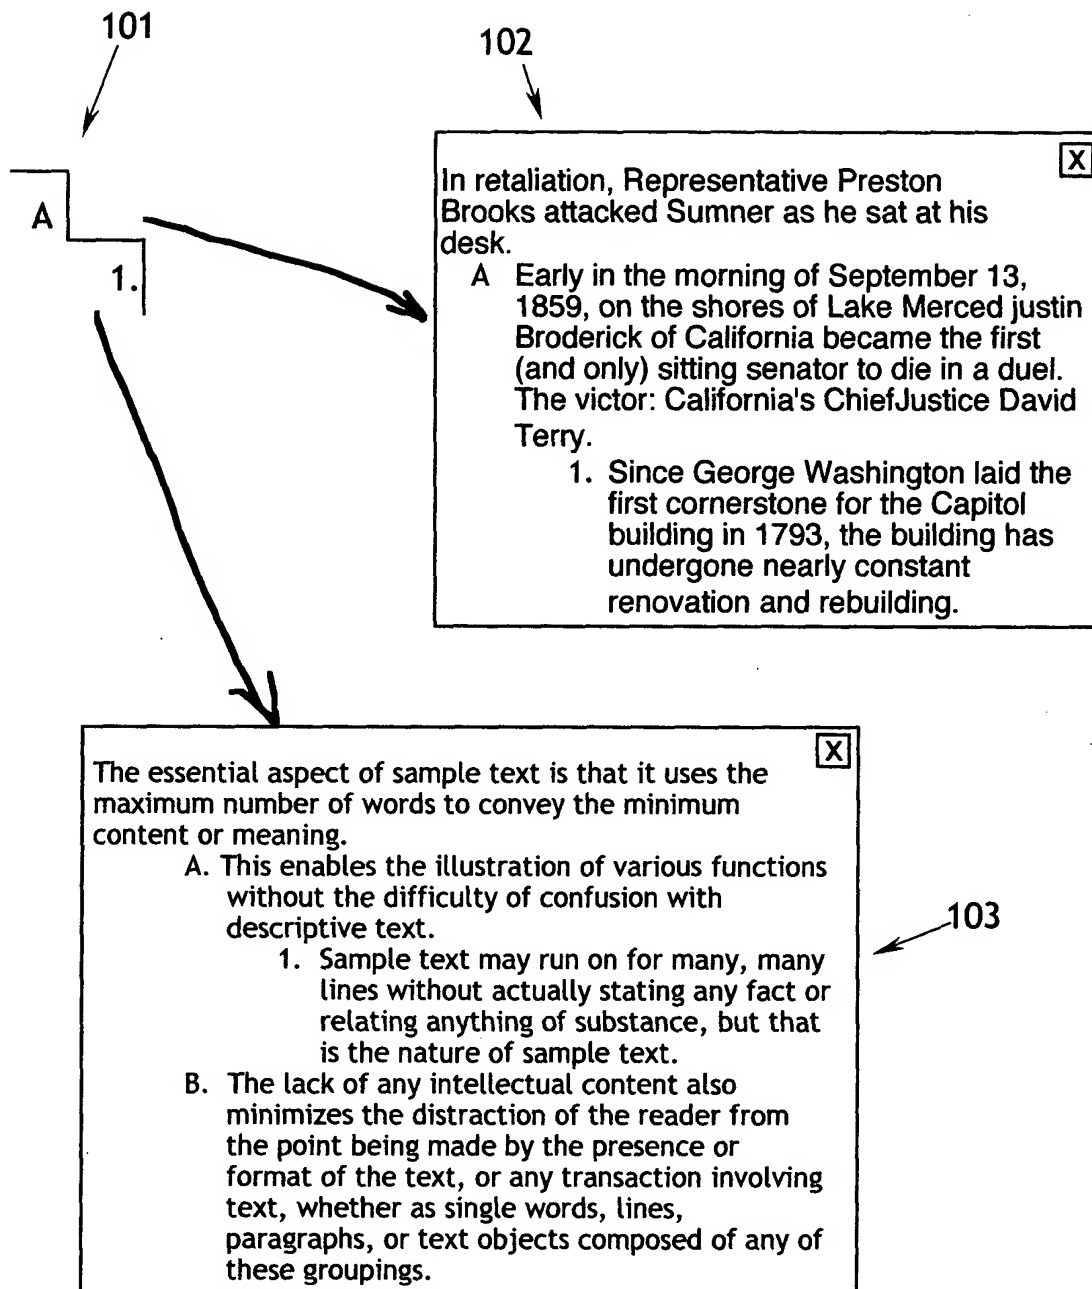 101
102
A
1.
X
In retaliation, Representative Preston
Brooks attacked Sumner as he sat at his
desk.
A Early in the morning of September 13,
1859, on the shores of Lake Merced justin
Broderick of California became the first
(and only) sitting senator to die in a duel.
The victor: California's ChiefJustice David
Terry.
1. Since George Washington laid the
first cornerstone for the Capitol
building in 1793, the building has
undergone nearly constant
renovation and rebuilding.
X
The essential aspect of sample text is that it uses the
maximum number of words to convey the minimum
content or meaning.
A. This enables the illustration of various functions
without the difficulty of confusion with
descriptive text.
1. Sample text may run on for many, many
lines without actually stating any fact or
relating anything of substance, but that
is the nature of sample text.
B. The lack of any intellectual content also
minimizes the distraction of the reader from
the point being made by the presence or
format of the text, or any transaction involving
text, whether as single words, lines,
paragraphs, or text objects composed of any of
these groupings.
103